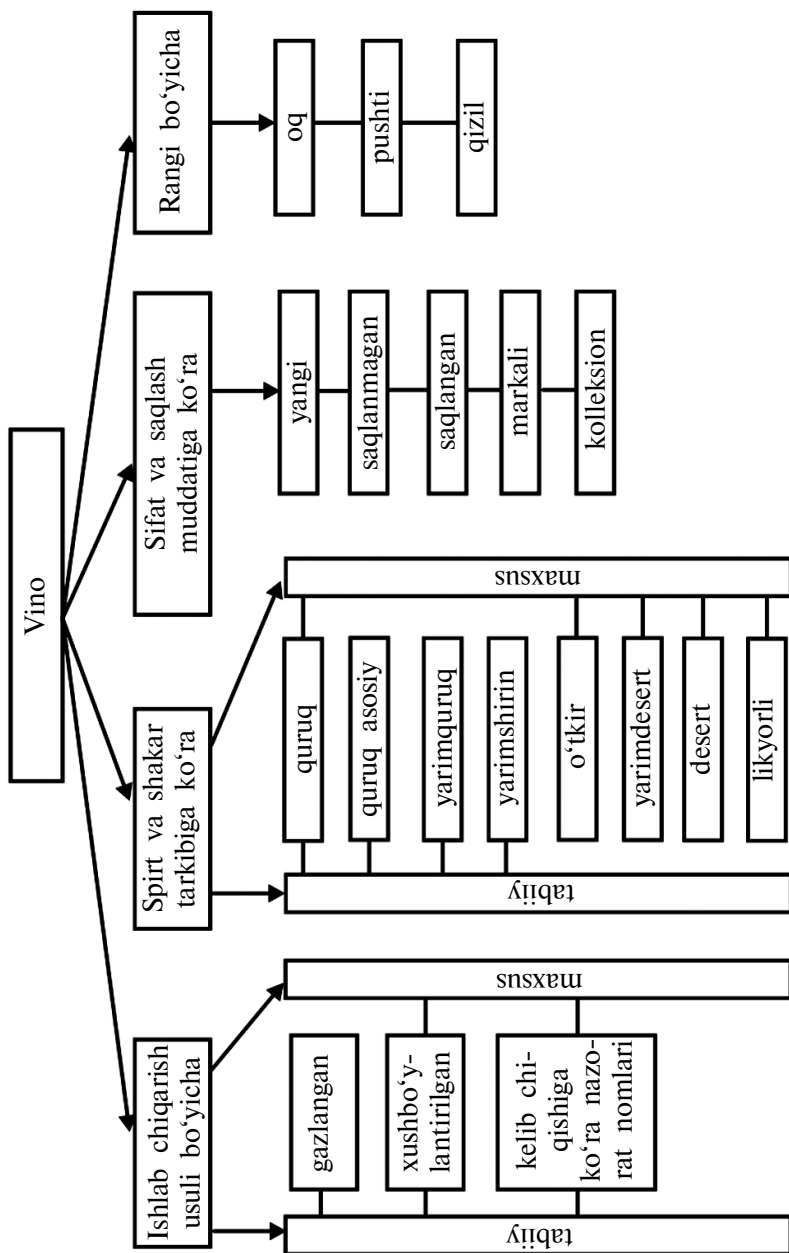 Vino
Ishlab chiqarish
usuli bo‘yicha
tabiiy
gazlangan
xushbo‘y-
lantirilgan
kelib chi-
qishiga
ko‘ra nazo-
rat nomlari
maxsus
Spirt va shakar
tarkibiga ko‘ra
tabiiy
quruq
quruq asosiy
yarimquruq
yarimshirin
o‘tkir
yarimdesert
desert
likyorli
maxsus
Sifat va saqlash
muddatiga ko‘ra
yangi
saqlanmagan
saqlangan
markali
kolleksion
Rangi bo‘yicha
oq
pushti
qizil